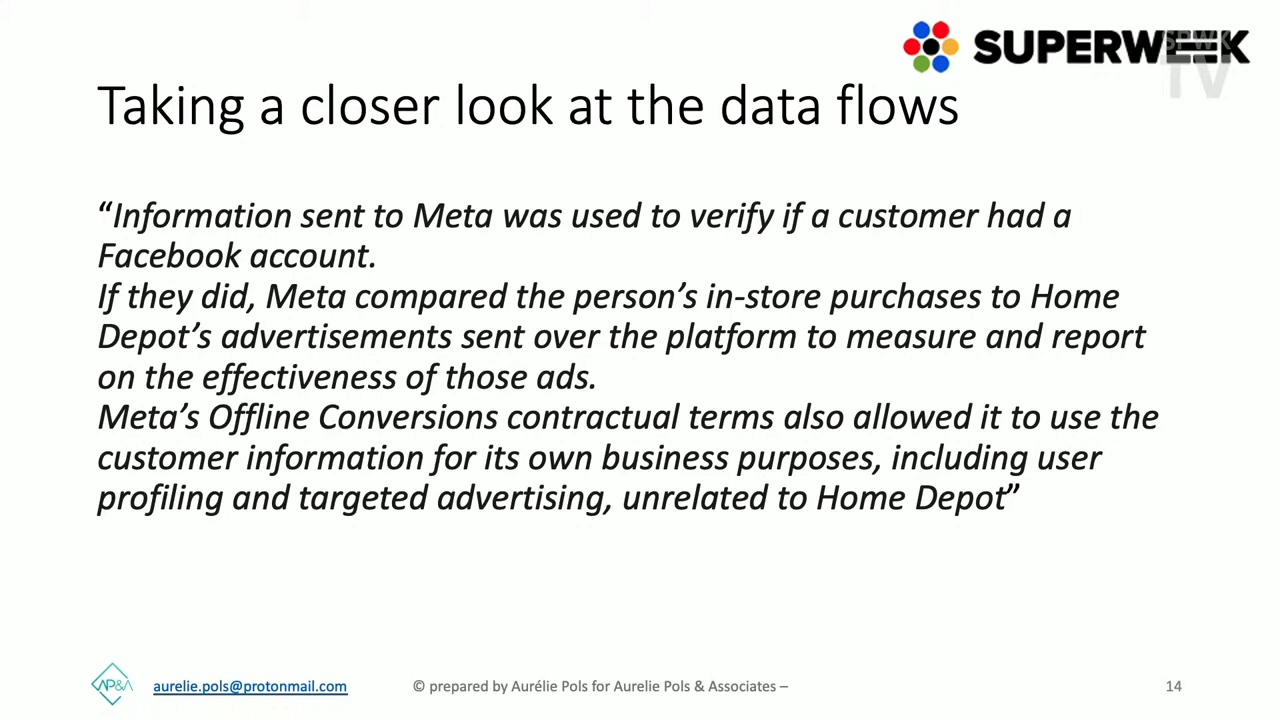 SUPERWEEK
SPWK
TV
Taking a closer look at the data flows
“Information sent to Meta was used to verify if a customer had a
Facebook account.
If they did, Meta compared the person’s in-store purchases to Home
Depot’s advertisements sent over the platform to measure and report
on the effectiveness of those ads.
Meta’s Offline Conversions contractual terms also allowed it to use the
customer information for its own business purposes, including user
profiling and targeted advertising, unrelated to Home Depot”
AP&A
aurelie.pols@protonmail.com
© prepared by Aurélie Pols for Aurelie Pols & Associates –
14